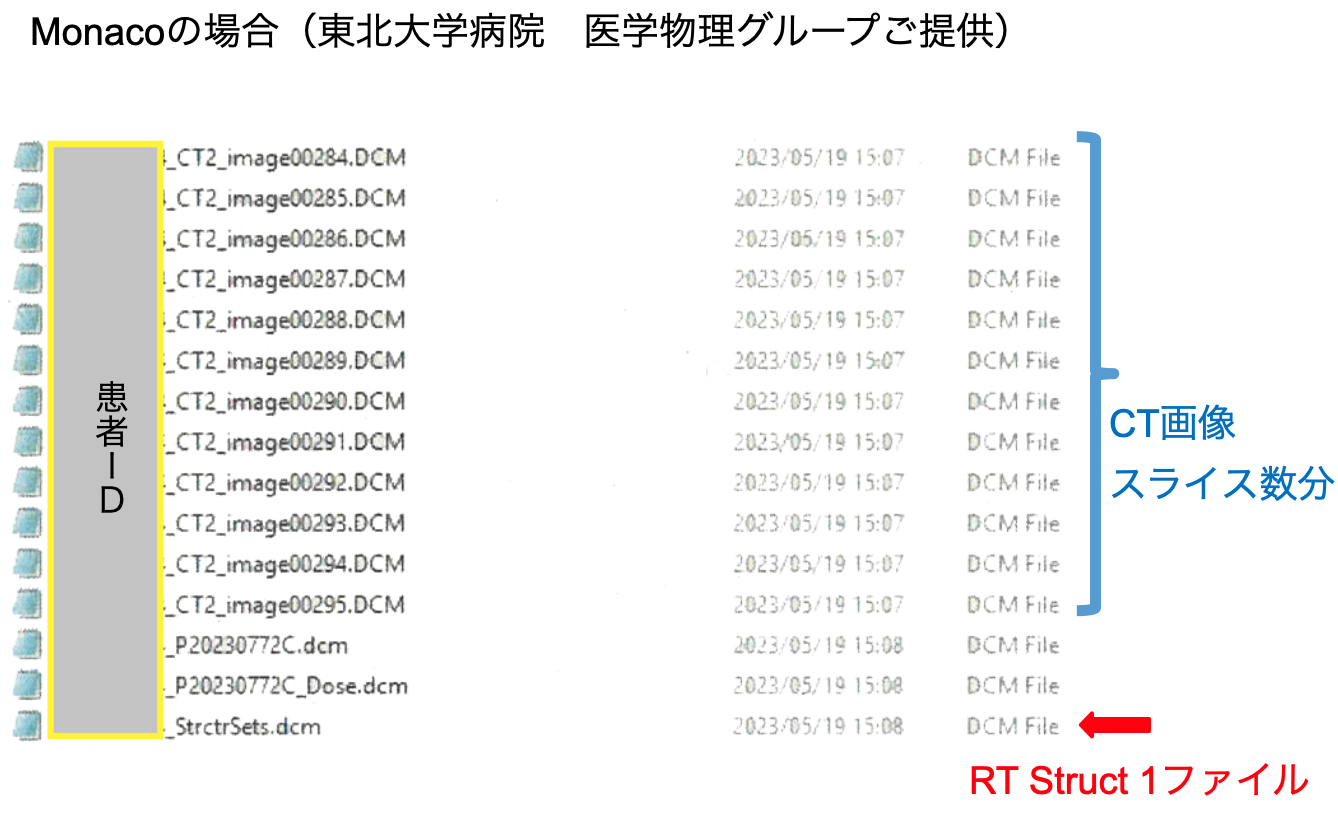 Monacoの場合（東北大学病院　医学物理グループご提供）
_CT2_image00284.DCM 2023/05/19 15:07 DCM File
_CT2_image00285.DCM 2023/05/19 15:07 DCM File
_CT2_image00286.DCM 2023/05/19 15:07 DCM File
_CT2_image00287.DCM 2023/05/19 15:07 DCM File
_CT2_image00288.DCM 2023/05/19 15:07 DCM File
_CT2_image00289.DCM 2023/05/19 15:07 DCM File
_CT2_image00290.DCM 2023/05/19 15:07 DCM File
_CT2_image00291.DCM 2023/05/19 15:07 DCM File
_CT2_image00292.DCM 2023/05/19 15:07 DCM File
_CT2_image00293.DCM 2023/05/19 15:07 DCM File
_CT2_image00294.DCM 2023/05/19 15:07 DCM File
_CT2_image00295.DCM 2023/05/19 15:07 DCM File
_P20230772C.dcm 2023/05/19 15:08 DCM File
_P20230772C_Dose.dcm 2023/05/19 15:08 DCM File
_StrctrSets.dcm 2023/05/19 15:08 DCM File
患者ID
CT画像
スライス数分
RT Struct 1ファイル